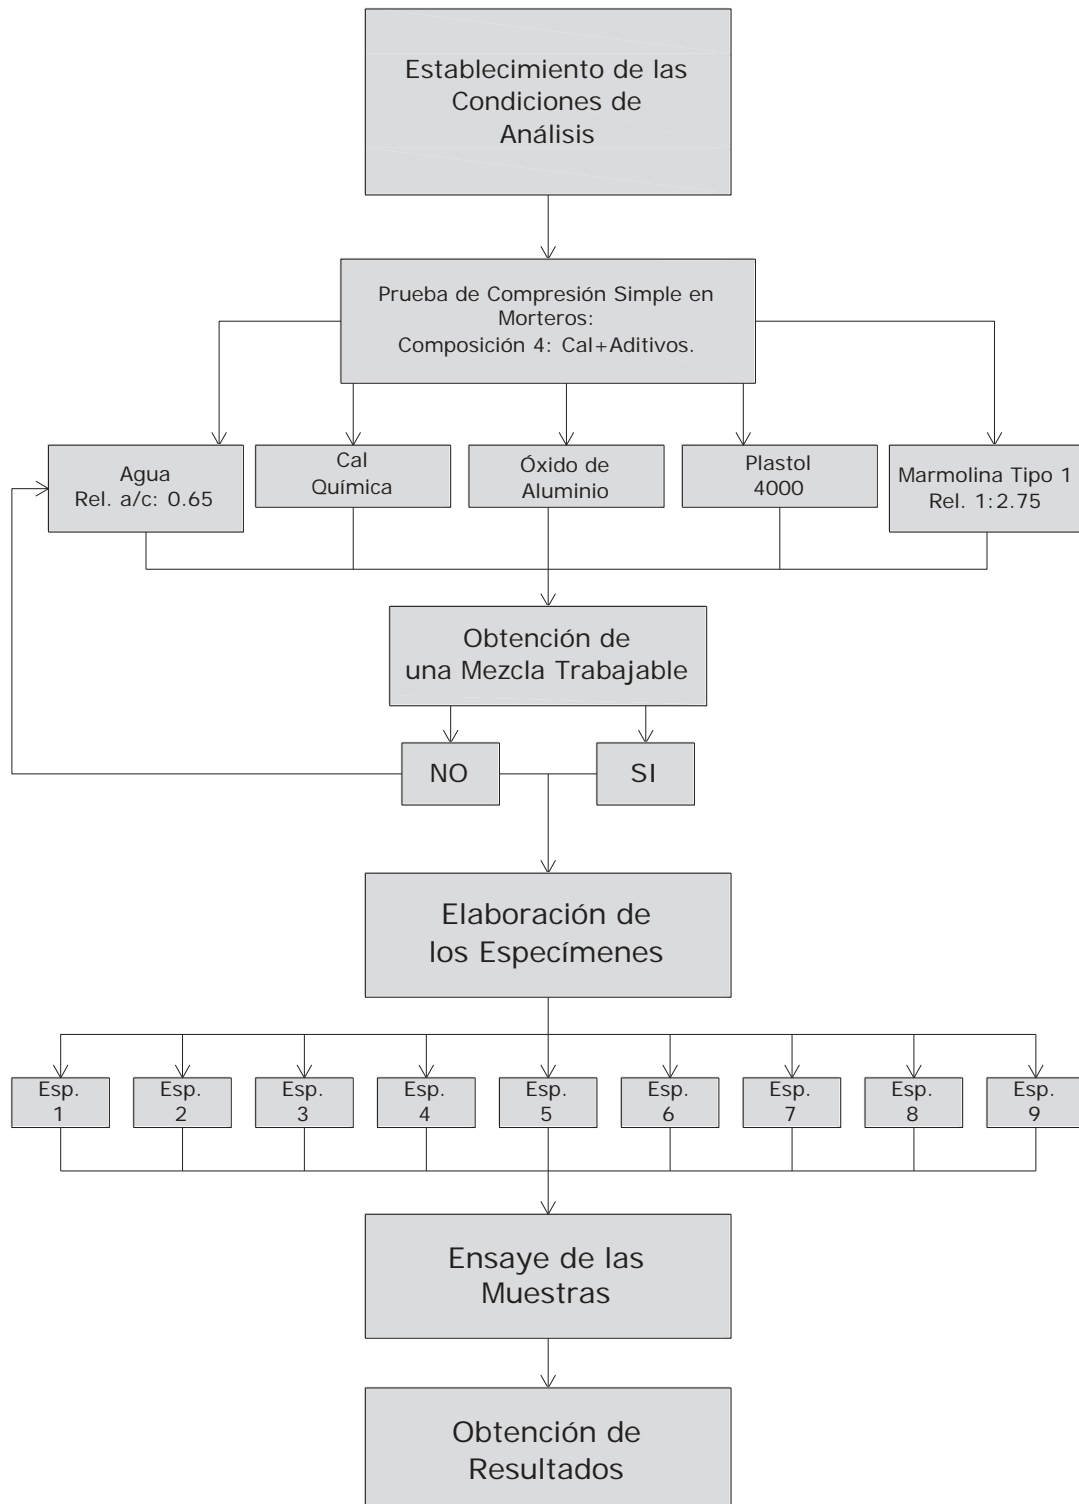 Establecimiento de las
Condiciones de
Análisis
Prueba de Compresión Simple en
Morteros:
Composición 4: Cal+Aditivos.
Agua
Rel. a/c: 0.65
Cal
Química
Óxido de
Aluminio
Plastol
4000
Marmolina Tipo 1
Rel. 1:2.75
Obtención de
una Mezcla Trabajable
NO
SI
Elaboración de
los Especímenes
Esp.
1
Esp.
2
Esp.
3
Esp.
4
Esp.
5
Esp.
6
Esp.
7
Esp.
8
Esp.
9
Ensaye de las
Muestras
Obtención de
Resultados